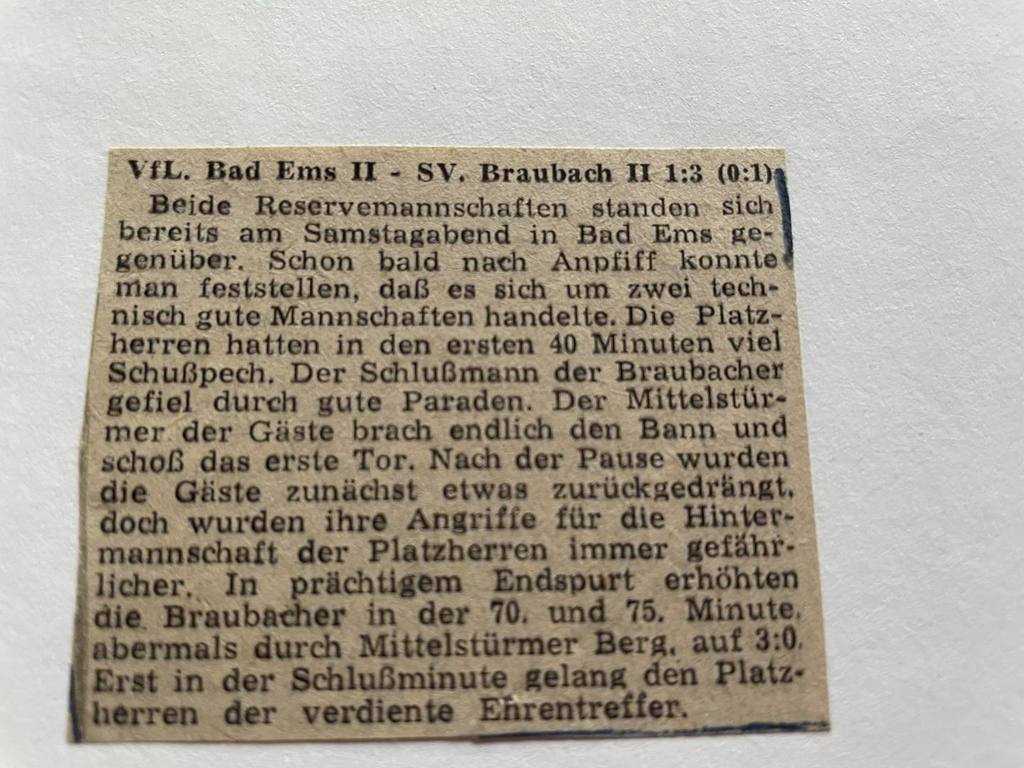 VfL. Bad Ems II - SV. Braubach II 1:3 (0:1)
Beide Reservemannschaften standen sich
bereits am Samstagabend in Bad Ems ge-
genüber. Schon bald nach Anpfiff konnte
man feststellen, daß es sich um zwei tech-
nisch gute Mannschaften handelte. Die Platz-
herren hatten in den ersten 40 Minuten viel
Schußpech. Der Schlußmann der Braubacher
gefiel durch gute Paraden. Der Mittelstür-
mer der Gäste brach endlich den Bann und
schoß das erste Tor. Nach der Pause wurden
die Gäste zunächst etwas zurückgedrängt,
doch wurden ihre Angriffe für die Hinter-
mannschaft der Platzherren immer gefähr-
licher. In prächtigem Endspurt erhöhten
die Braubacher in der 70. und 75. Minute,
abermals durch Mittelstürmer Berg, auf 3:0.
Erst in der Schlußminute gelang den Platz-
herren der verdiente Ehrentreffer.